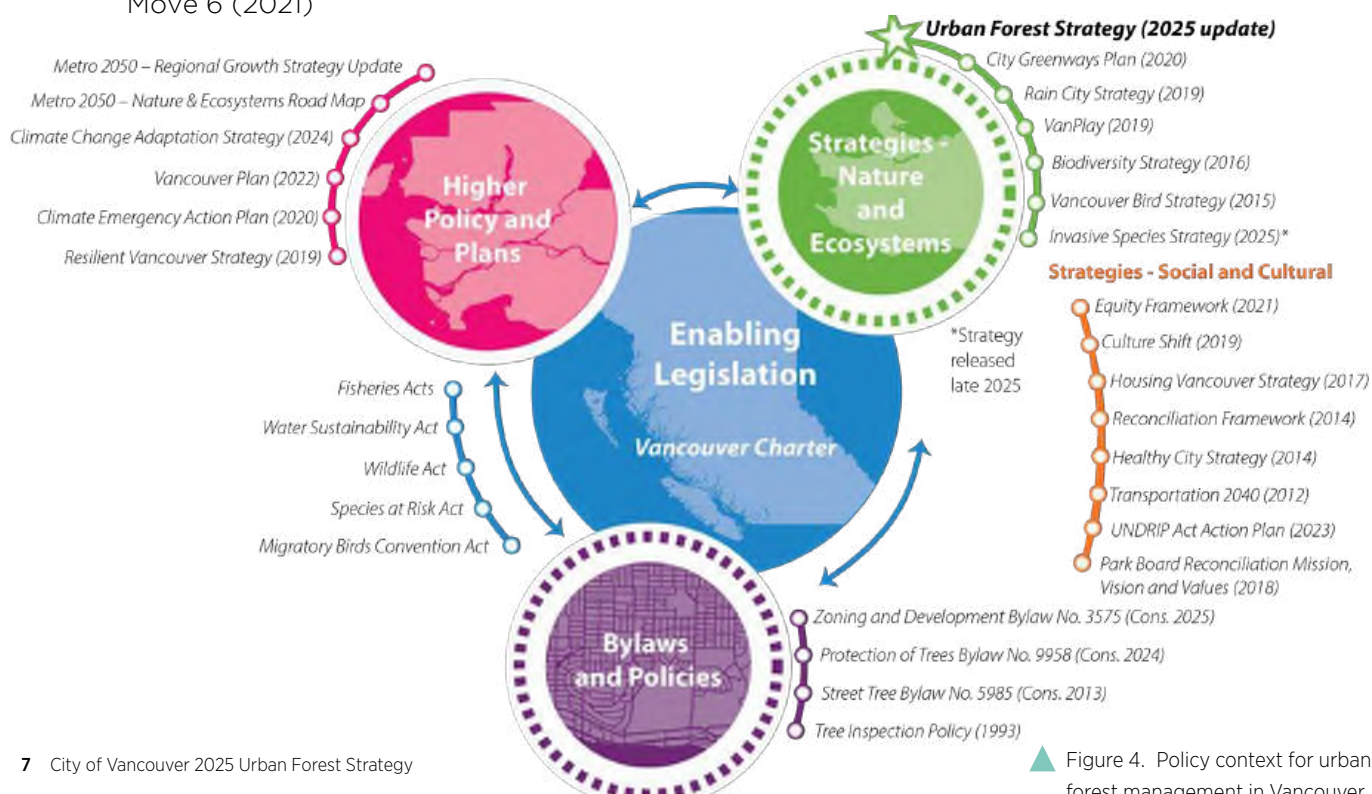 Move 6 (2021)
Metro 2050 – Regional Growth Strategy Update
Metro 2050 – Nature & Ecosystems Road Map
Climate Change Adaptation Strategy (2024)
Vancouver Plan (2022)
Climate Emergency Action Plan (2020)
Resilient Vancouver Strategy (2019)
Higher
Policy and
Plans
Urban Forest Strategy (2025 update)
City Greenways Plan (2020)
Rain City Strategy (2019)
VanPlay (2019)
Biodiversity Strategy (2016)
Vancouver Bird Strategy (2015)
Invasive Species Strategy (2025)*
Strategies -
Nature
and
Ecosystems
Strategies - Social and Cultural
Equity Framework (2021)
Culture Shift (2019)
Housing Vancouver Strategy (2017)
Reconciliation Framework (2014)
Healthy City Strategy (2014)
Transportation 2040 (2012)
UNDRIP Act Action Plan (2023)
Park Board Reconciliation Mission,
Vision and Values (2018)
*Strategy
released
late 2025
Enabling
Legislation
Vancouver Charter
Fisheries Acts
Water Sustainability Act
Wildlife Act
Species at Risk Act
Migratory Birds Convention Act
Bylaws
and Policies
Zoning and Development Bylaw No. 3575 (Cons. 2025)
Protection of Trees Bylaw No. 9958 (Cons. 2024)
Street Tree Bylaw No. 5985 (Cons. 2013)
Tree Inspection Policy (1993)
7 City of Vancouver 2025 Urban Forest Strategy
Figure 4. Policy context for urban
forest management in Vancouver